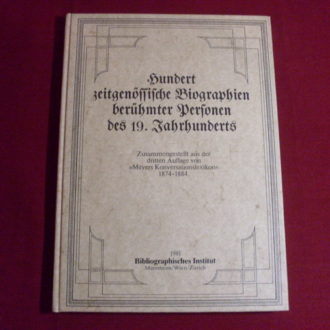 Hundert
zeitgenössische Biographien
berühmter Personen
des 19. Jahrhunderts
Zusammengestellt aus der
dritten Auflage von
»Meyers Konversationslexikon«
1874–1884
1981
Bibliographisches Institut
Mannheim/Wien/Zürich